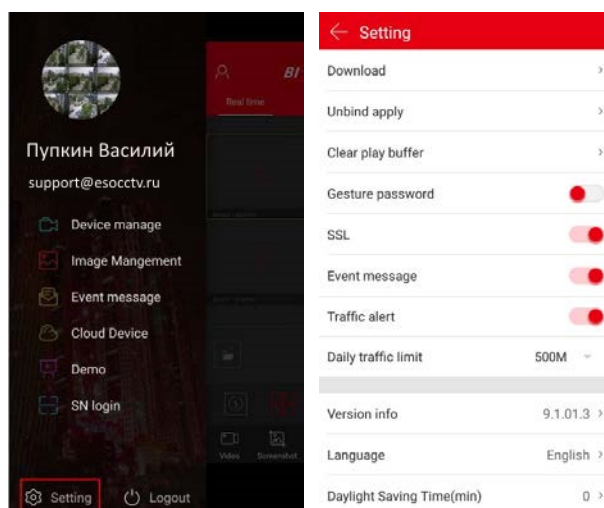 Пупкин Василий
support@esocctv.ru
Device manage
Image Mangement
Event message
Cloud Device
Demo
SN login
Setting
Logout
BI
Real time
Video
Screenshot
Setting
Download
Unbind apply
Clear play buffer
Gesture password
SSL
Event message
Traffic alert
Daily traffic limit 500M
Version info 9.1.01.3
Language English
Daylight Saving Time(min) 0